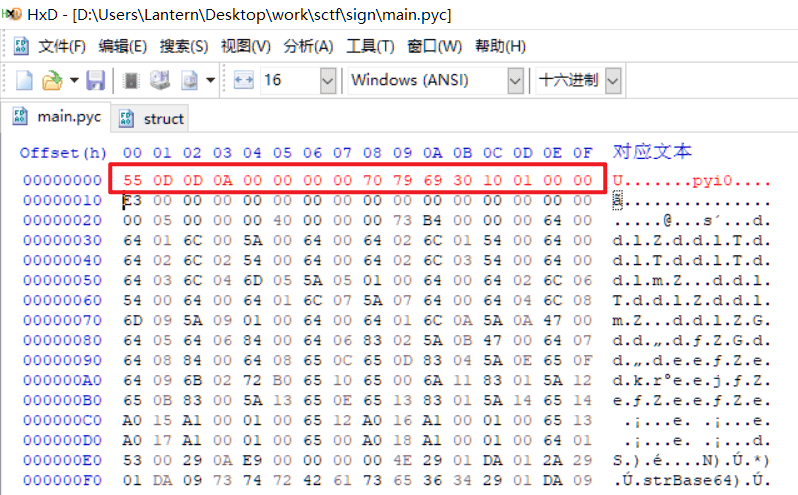 HxD - [D:\Users\Lantern\Desktop\work\sctf\sign\main.pyc]
文件(F) 编辑(E) 搜索(S) 视图(V) 分析(A) 工具(T) 窗口(W) 帮助(H)
16 Windows (ANSI) 十六进制
main.pyc struct
Offset(h) 00 01 02 03 04 05 06 07 08 09 0A 0B 0C 0D 0E 0F 对应文本
00000000 55 0D 0D 0A 00 00 00 00 70 79 69 30 10 01 00 00 U.......pyi0....
00000010 E3 00 00 00 00 00 00 00 00 00 00 00 00 00 00 00 ã...............
00000020 00 05 00 00 00 40 00 00 00 73 B4 00 00 00 64 00 .....@...s´...d.
00000030 64 01 6C 00 5A 00 64 00 64 02 6C 01 54 00 64 00 d.l.Z.d.d.l.T.d.
00000040 64 02 6C 02 54 00 64 00 64 02 6C 03 54 00 64 00 d.l.T.d.d.l.T.d.
00000050 64 03 6C 04 6D 05 5A 05 01 00 64 00 64 02 6C 06 d.l.m.Z...d.d.l.
00000060 54 00 64 00 64 01 6C 07 5A 07 64 00 64 04 6C 08 T.d.d.l.Z.d.d.l.
00000070 6D 09 5A 09 01 00 64 00 64 01 6C 0A 5A 0A 47 00 m.Z...d.d.l.Z.G.
00000080 64 05 64 06 84 00 64 06 83 02 5A 0B 47 00 64 07 d.d.„.d.ƒ.Z.G.d.
00000090 64 08 84 00 64 08 65 0C 65 0D 83 04 5A 0E 65 0F d.„.d.e.e.ƒ.Z.e.
000000A0 64 09 6B 02 72 B0 65 10 65 00 6A 11 83 01 5A 12 d.k.r°e.e.j.ƒ.Z.
000000B0 65 0B 83 00 5A 13 65 0E 65 13 83 01 5A 14 65 14 e.ƒ.Z.e.e.ƒ.Z.e.
000000C0 A0 15 A1 00 01 00 65 12 A0 16 A1 00 01 00 65 13 .¡...e. .¡...e.
000000D0 A0 17 A1 00 01 00 65 00 A0 18 A1 00 01 00 64 01 .¡...e. .¡...d.
000000E0 53 00 29 0A E9 00 00 00 00 4E 29 01 DA 01 2A 29 S.).é....N).Ú.*)
000000F0 01 DA 09 73 74 72 42 61 73 65 36 34 29 01 DA 09 .Ú.strBase64).Ú.